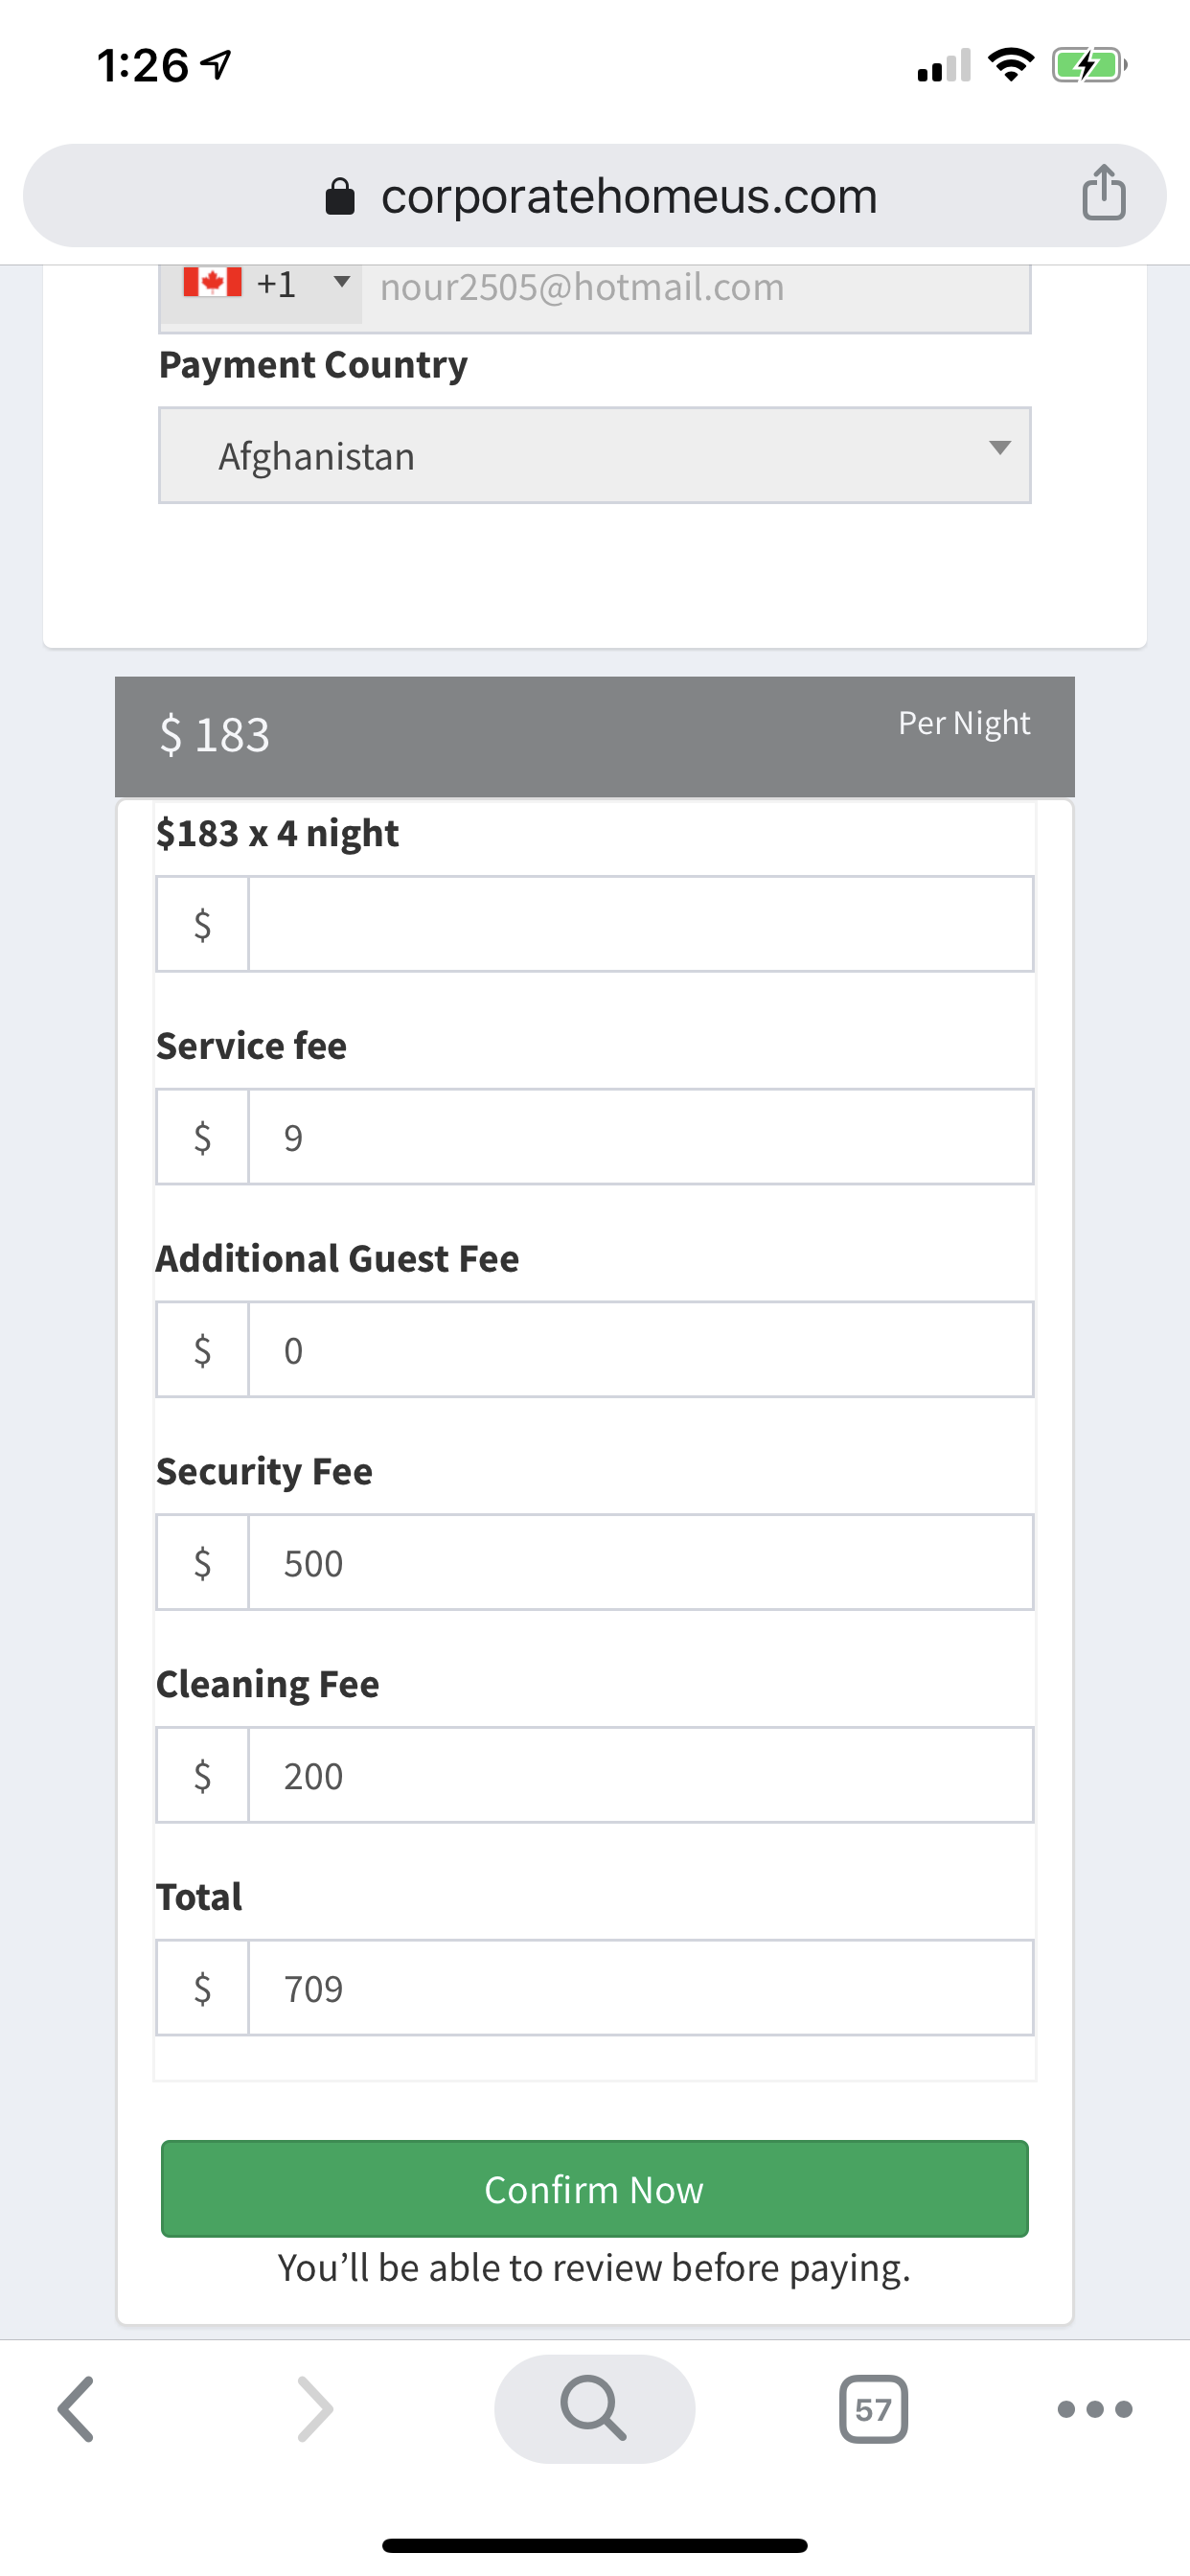 1:26
corporatehomeus.com
+1 nour2505@hotmail.com
Payment Country
Afghanistan
$ 183 Per Night
$183 x 4 night
$
Service fee
$ 9
Additional Guest Fee
$ 0
Security Fee
$ 500
Cleaning Fee
$ 200
Total
$ 709
Confirm Now
You’ll be able to review before paying.
57